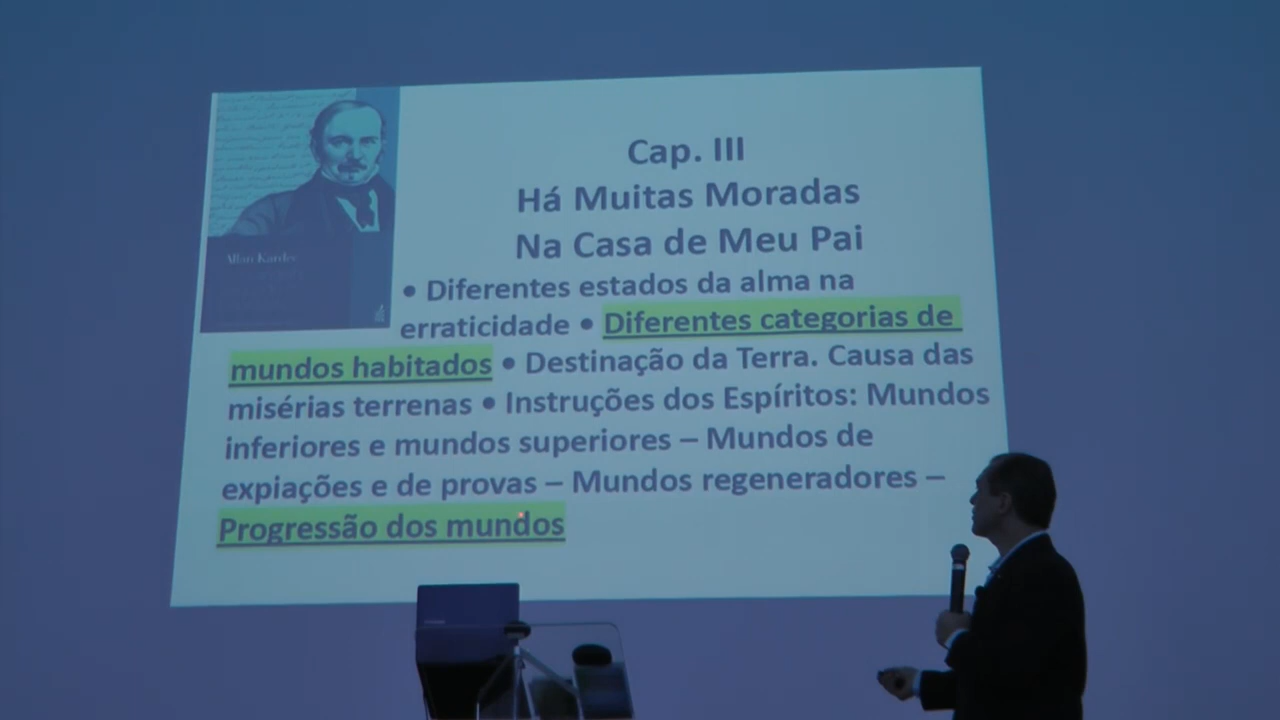 Cap. III
Há Muitas Moradas
Na Casa de Meu Pai
• Diferentes estados da alma na
erraticidade • Diferentes categorias de
mundos habitados • Destinação da Terra. Causa das
misérias terrenas • Instruções dos Espíritos: Mundos
inferiores e mundos superiores – Mundos de
expiações e de provas – Mundos regeneradores –
Progressão dos mundos
Allan Kardec